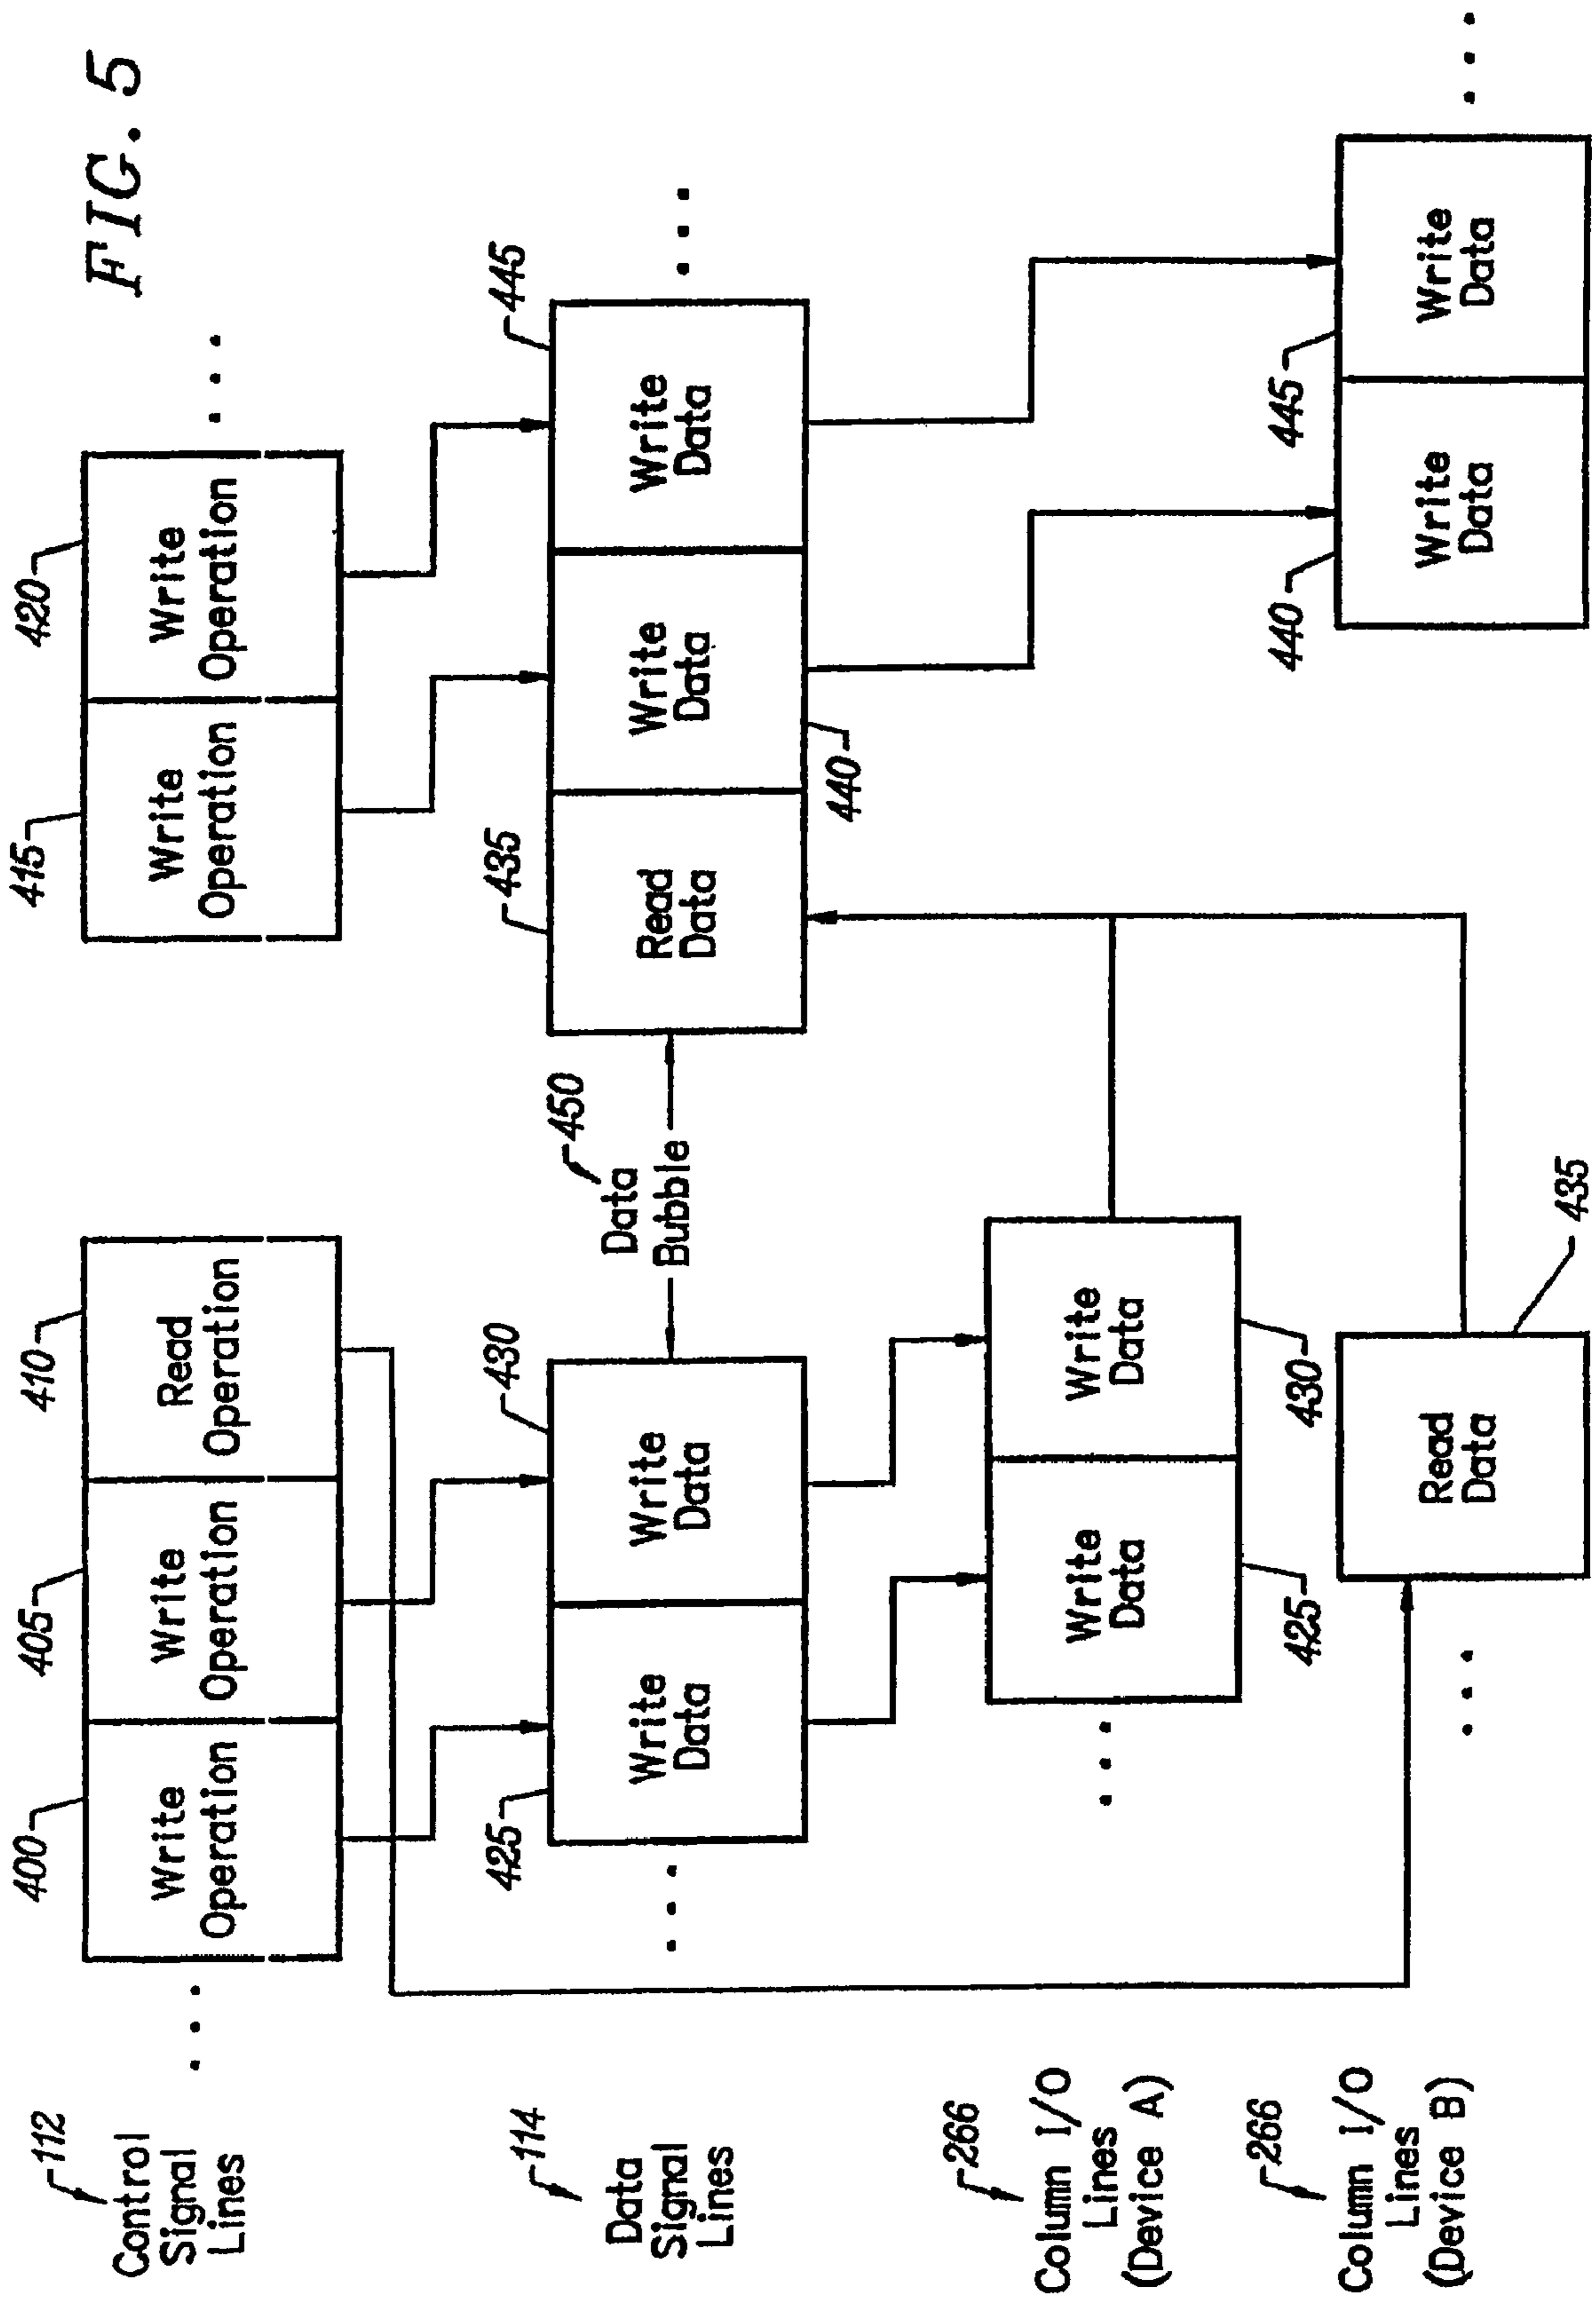 FIG. 5
112
Control
Signal
Lines
. . .
400
Write
Operation
405
Write
Operation
410
Read
Operation
415
Write
Operation
420
Write
Operation
. . .
114
Data
Signal
Lines
. . .
425
Write
Data
430
Write
Data
450
Data
Bubble
435
Read
Data
440
Write
Data
445
Write
Data
. . .
266
Column I/O
Lines
(Device A)
. . .
425
Write
Data
430
Write
Data
266
Column I/O
Lines
(Device B)
. . .
435
Read
Data
440
Write
Data
445
Write
Data
. . .